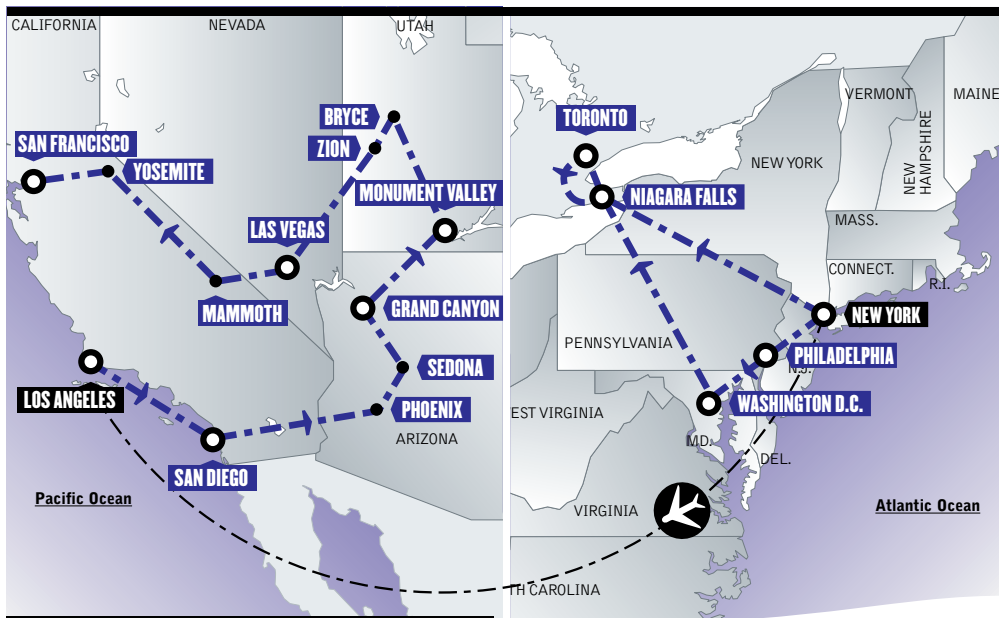 CALIFORNIA
NEVADA
UTAH
BRYCE
ZION
SAN FRANCISCO
YOSEMITE
MONUMENT VALLEY
LAS VEGAS
MAMMOTH
GRAND CANYON
LOS ANGELES
SEDONA
PHOENIX
ARIZONA
SAN DIEGO
Pacific Ocean
TORONTO
VERMONT
MAINE
NEW
HAMPSHIRE
NEW YORK
NIAGARA FALLS
MASS.
CONNECT.
R.I.
NEW YORK
PENNSYLVANIA
PHILADELPHIA
N.J.
WASHINGTON D.C.
EST VIRGINIA
MD.
DEL.
VIRGINIA
Atlantic Ocean
TH CAROLINA